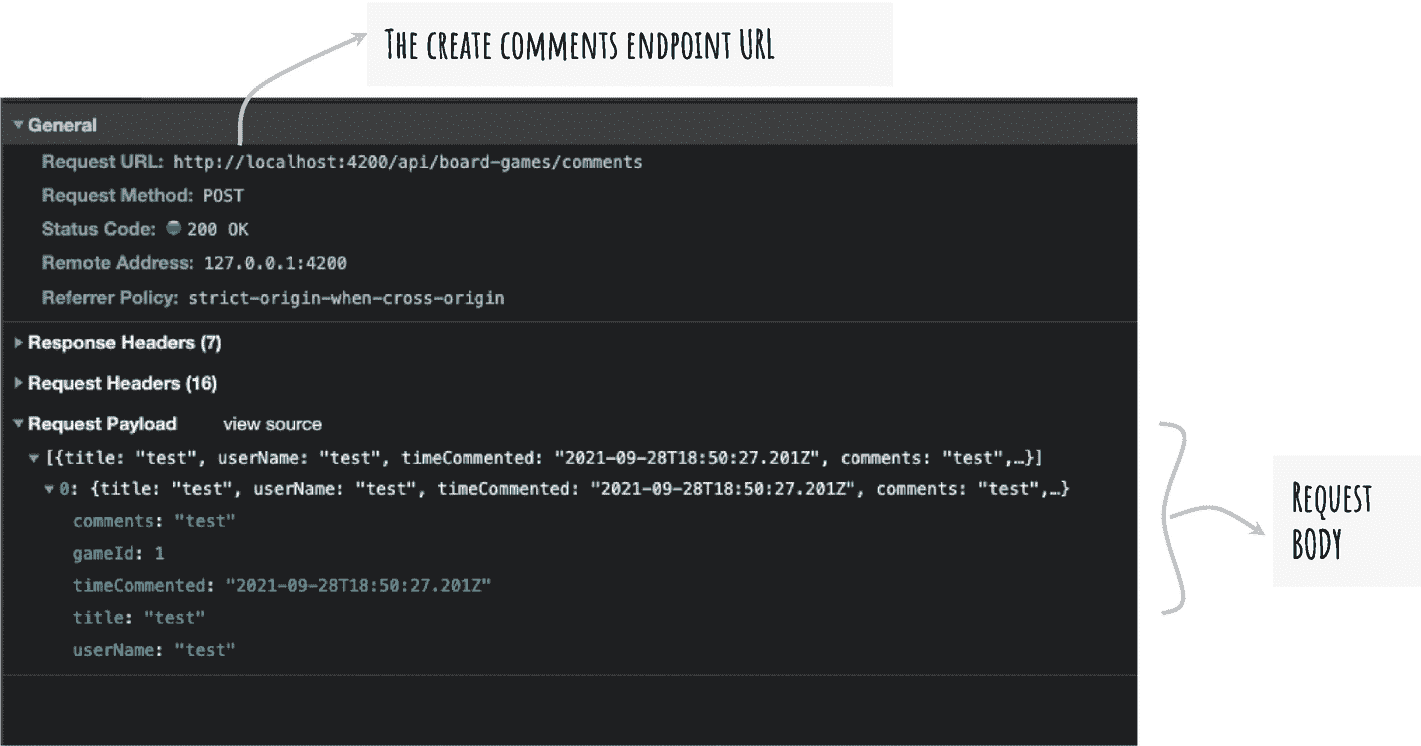 The create comments endpoint URL
General
Request URL: http://localhost:4200/api/board-games/comments
Request Method: POST
Status Code: 200 OK
Remote Address: 127.0.0.1:4200
Referrer Policy: strict-origin-when-cross-origin
Response Headers (7)
Request Headers (16)
Request Payload view source
[{title: "test", userName: "test", timeCommented: "2021-09-28T18:50:27.201Z", comments: "test",…}]
0: {title: "test", userName: "test", timeCommented: "2021-09-28T18:50:27.201Z", comments: "test",…}
comments: "test"
gameId: 1
timeCommented: "2021-09-28T18:50:27.201Z"
title: "test"
userName: "test"
Request
body